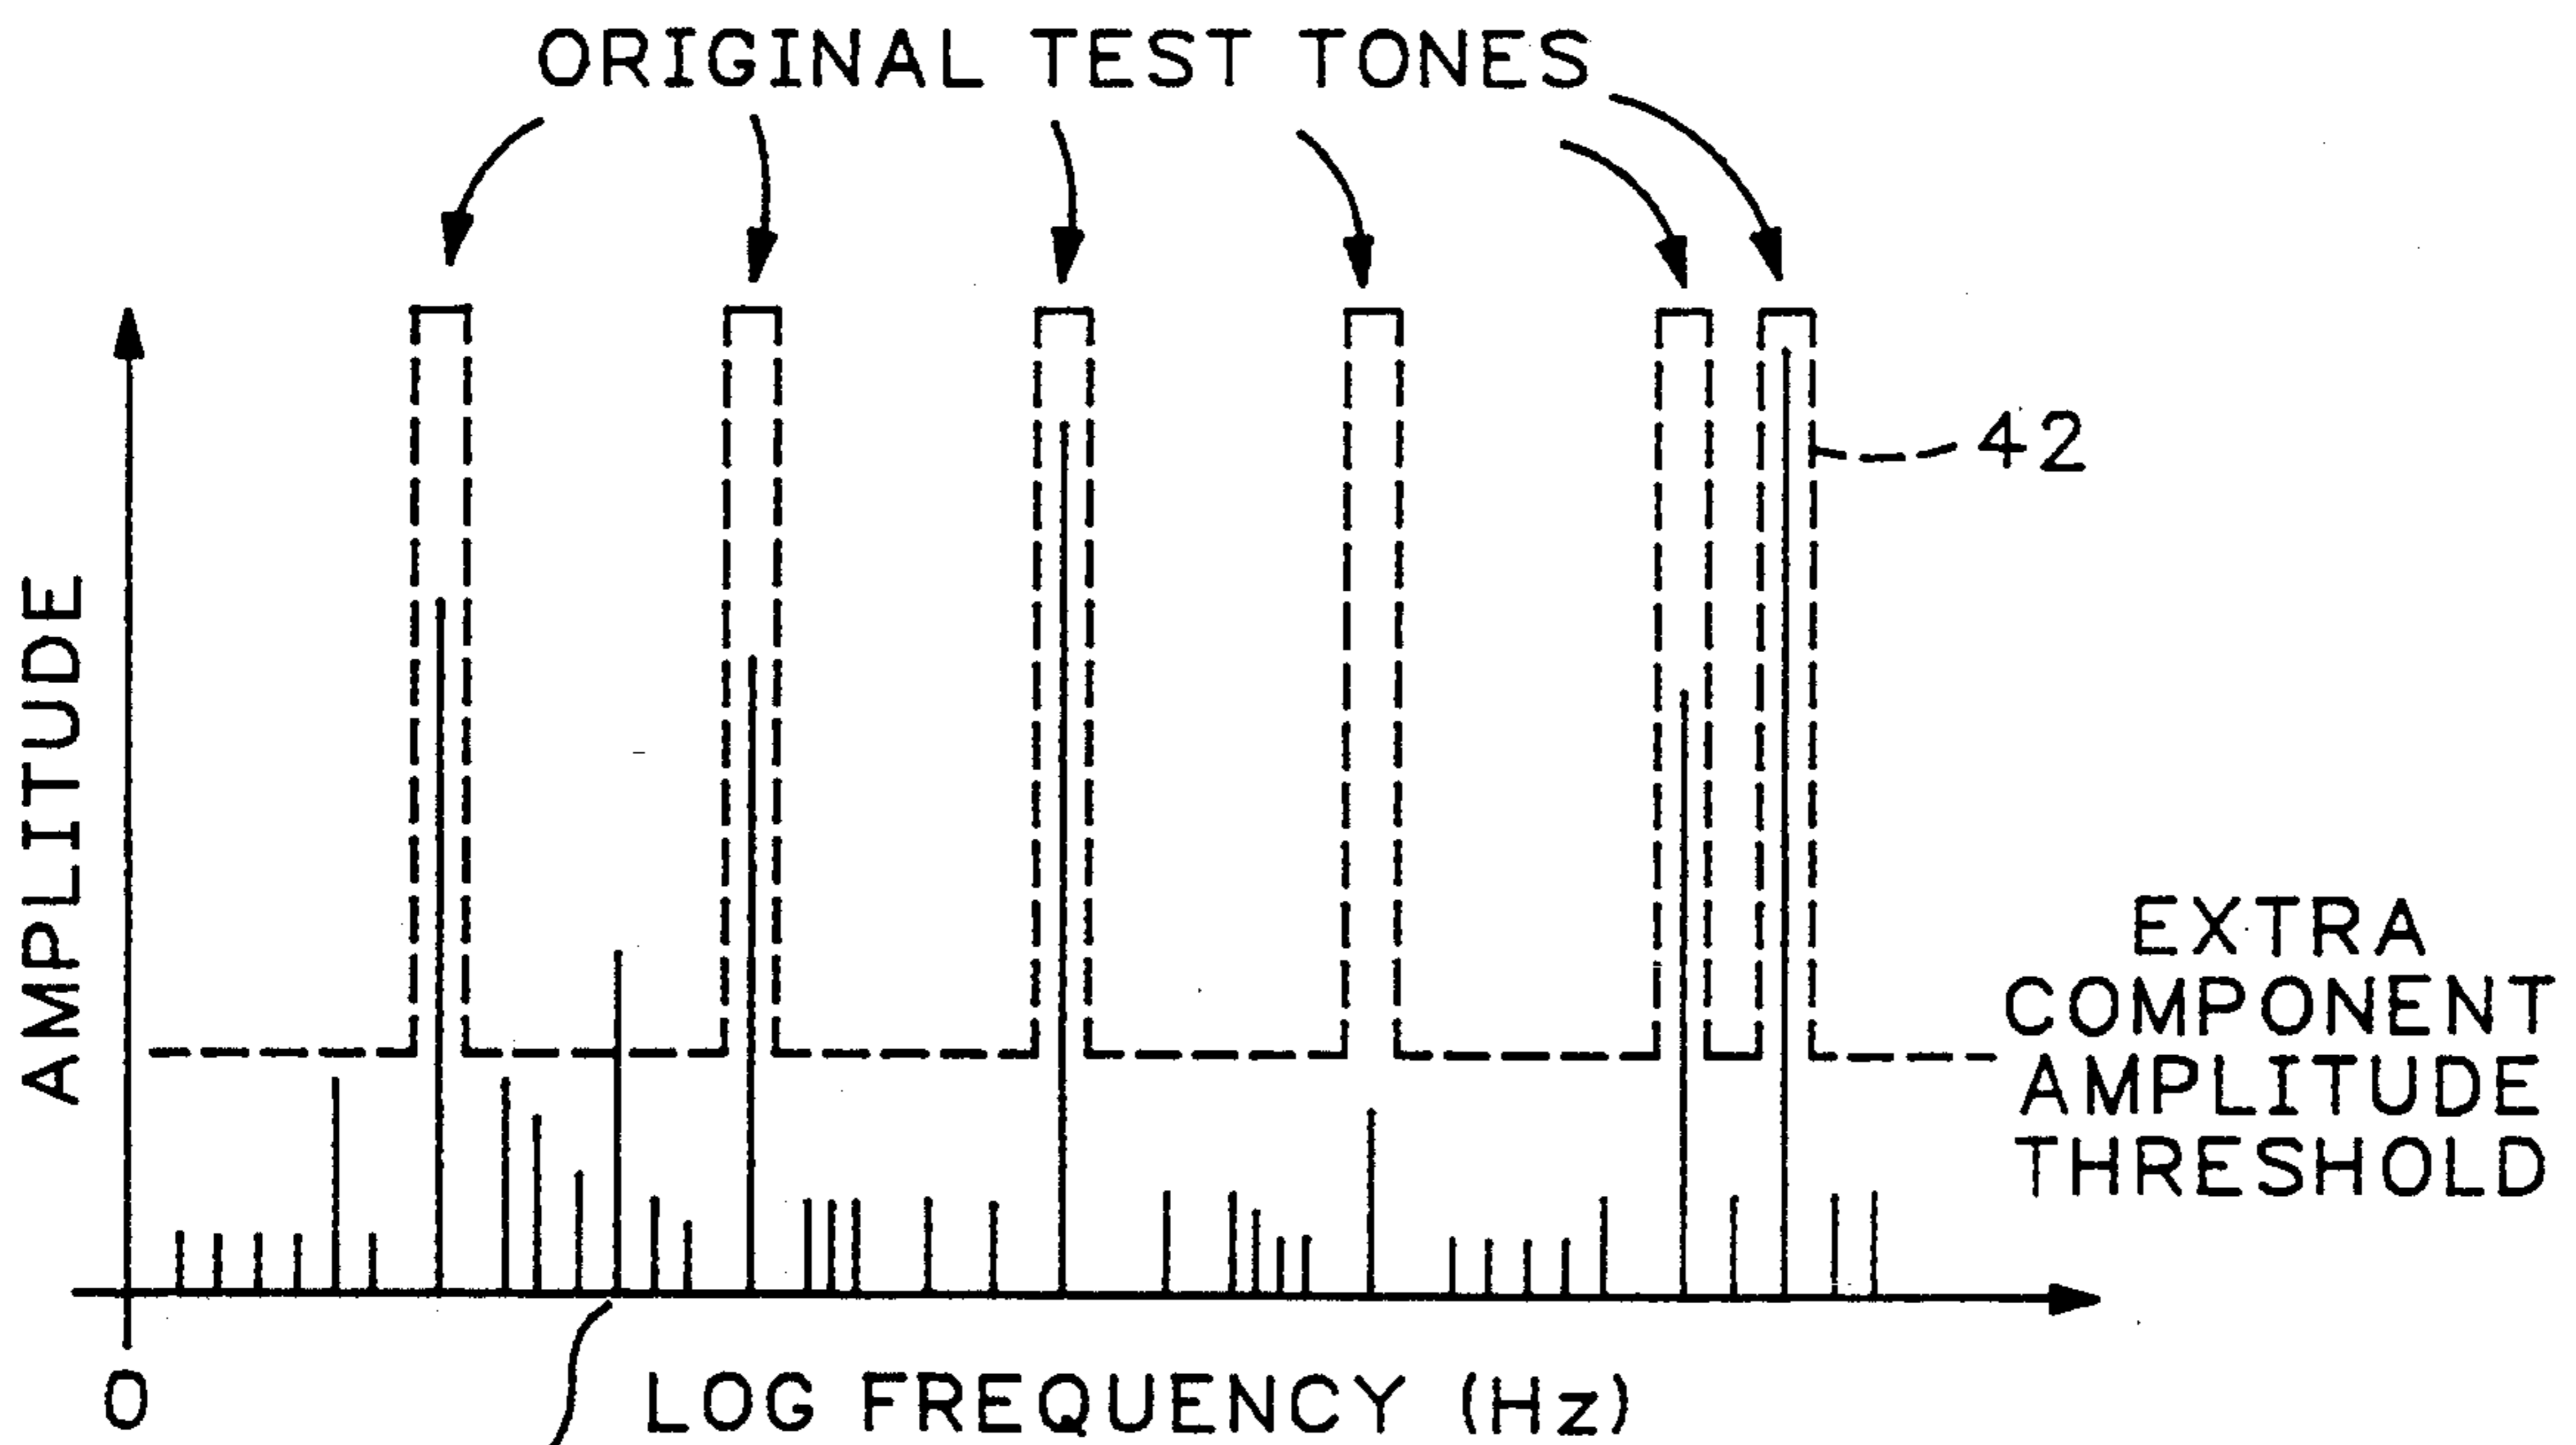 ORIGINAL TEST TONES
42
AMPLITUDE
EXTRA
COMPONENT
AMPLITUDE
THRESHOLD
0
LOG FREQUENCY (Hz)